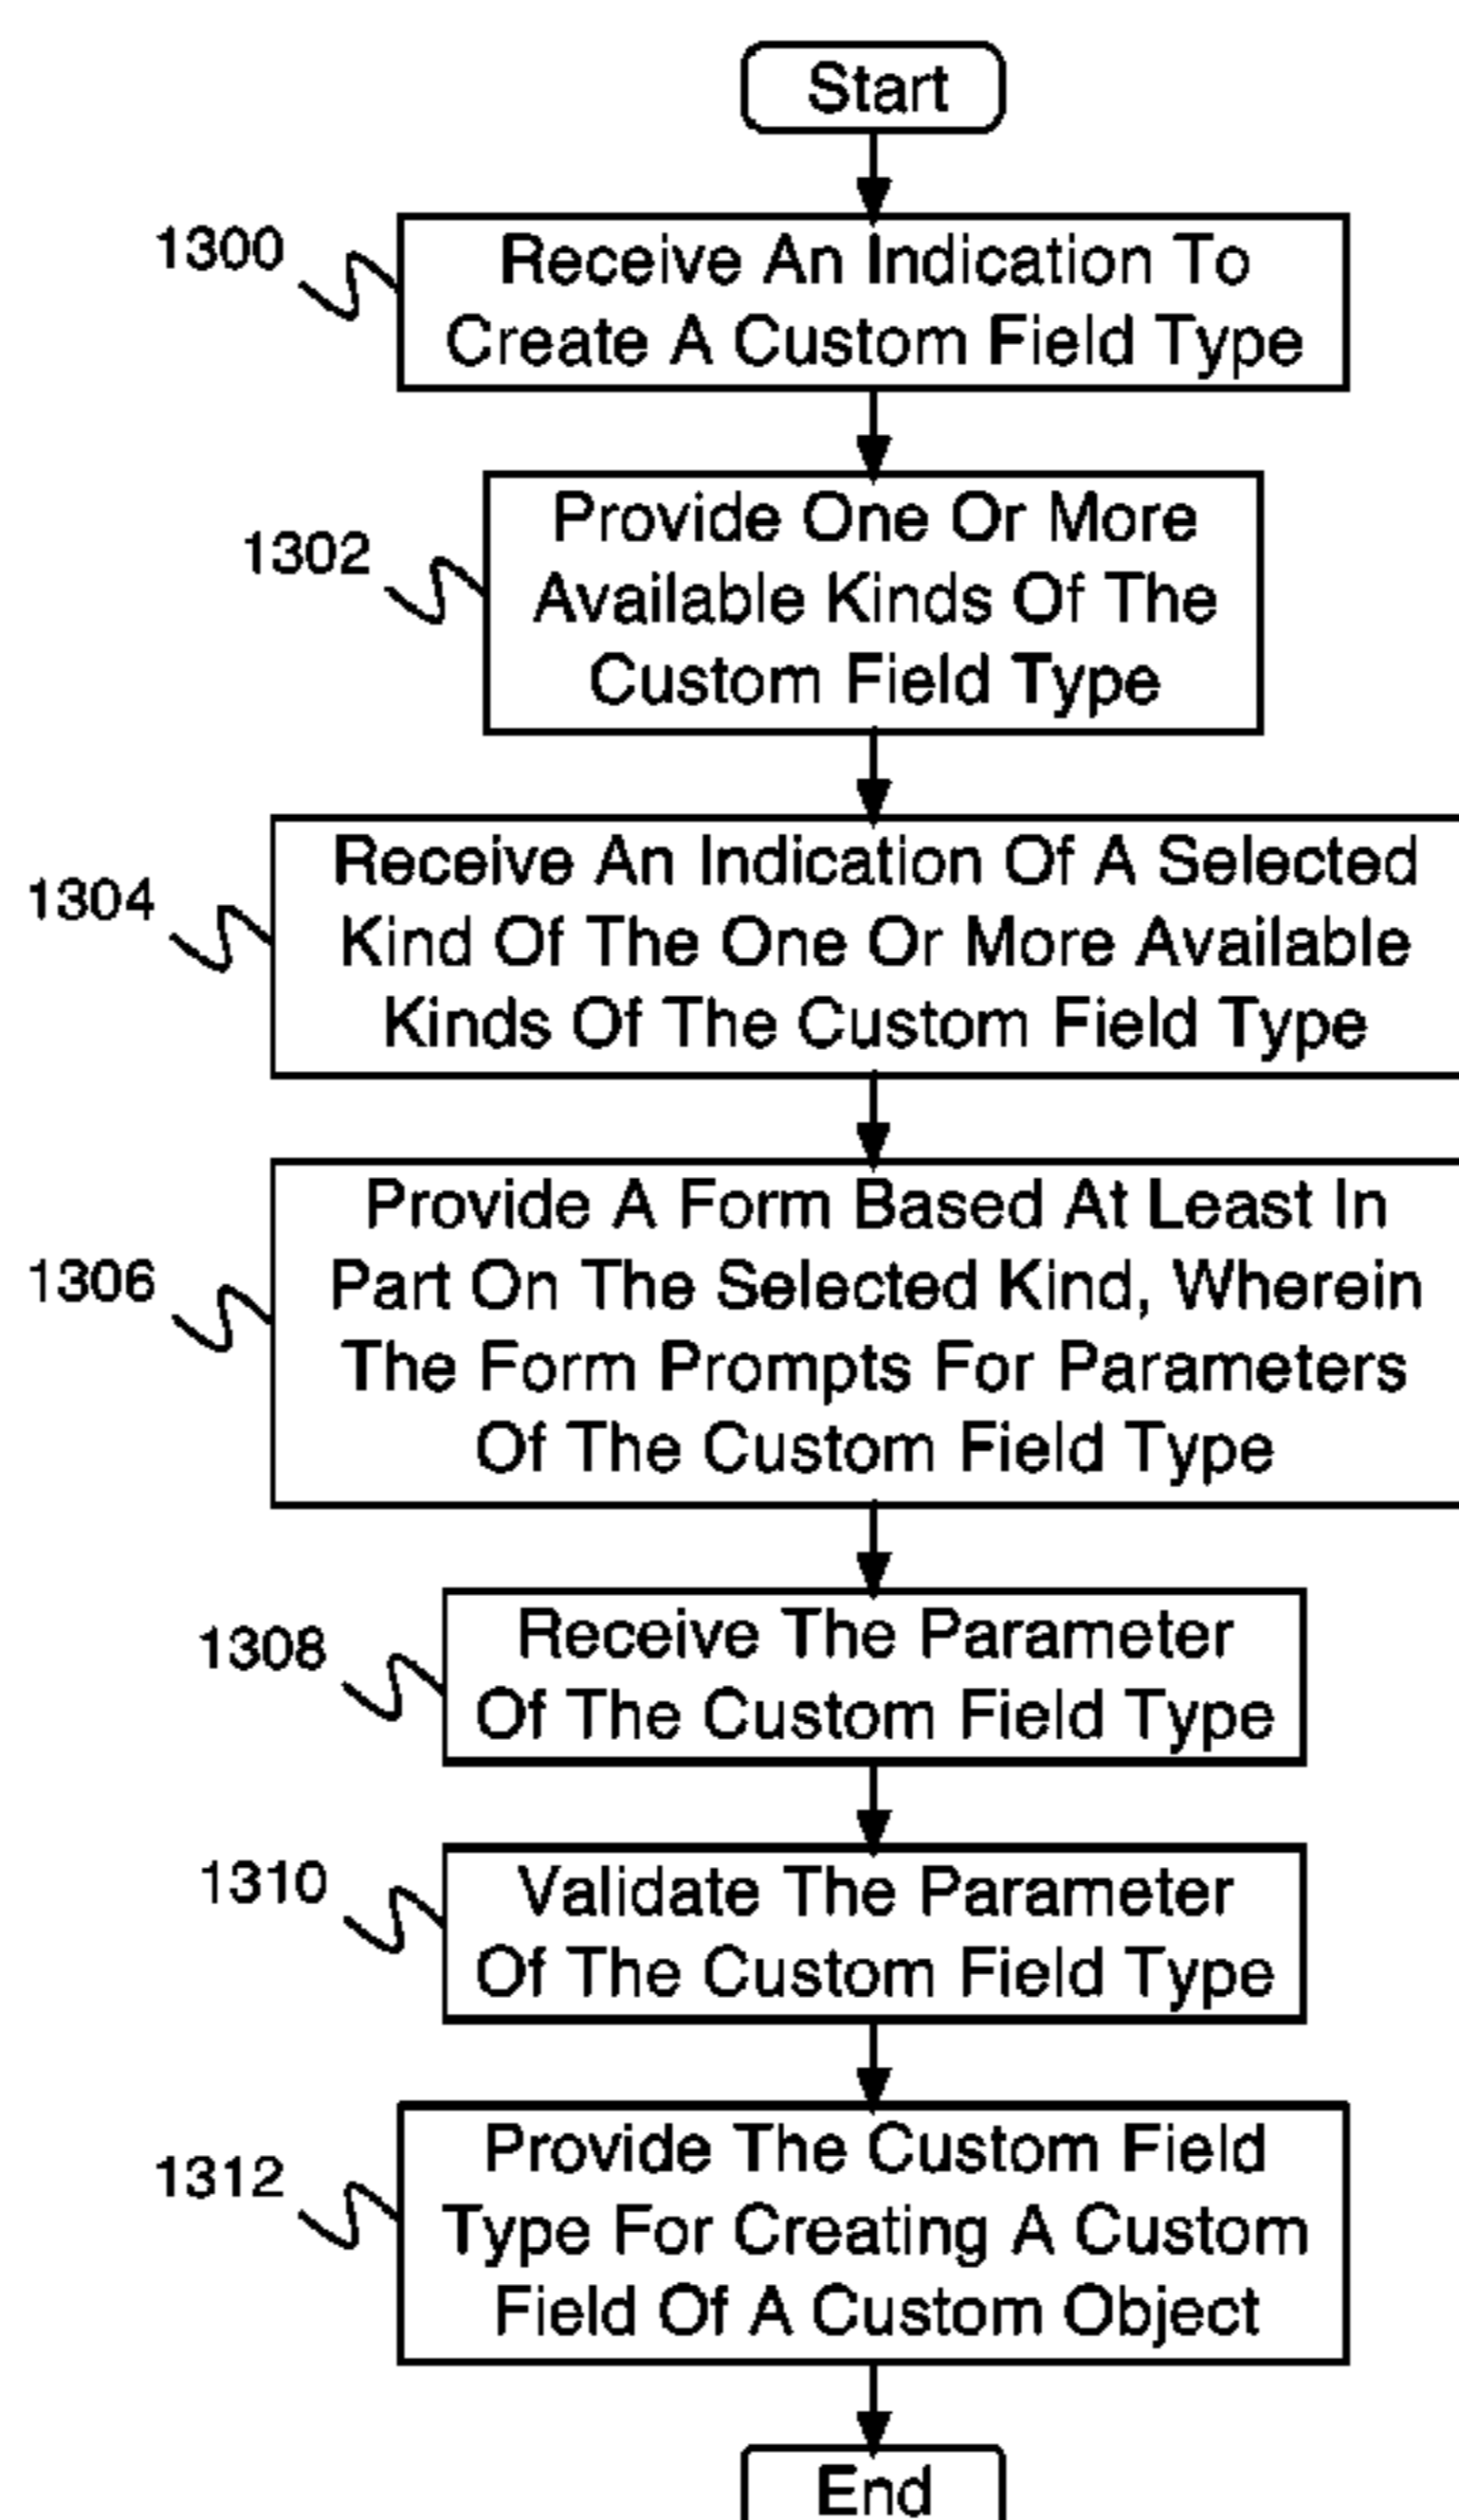 Start
1300
Receive An Indication To
Create A Custom Field Type
1302
Provide One Or More
Available Kinds Of The
Custom Field Type
1304
Receive An Indication Of A Selected
Kind Of The One Or More Available
Kinds Of The Custom Field Type
1306
Provide A Form Based At Least In
Part On The Selected Kind, Wherein
The Form Prompts For Parameters
Of The Custom Field Type
1308
Receive The Parameter
Of The Custom Field Type
1310
Validate The Parameter
Of The Custom Field Type
1312
Provide The Custom Field
Type For Creating A Custom
Field Of A Custom Object
End